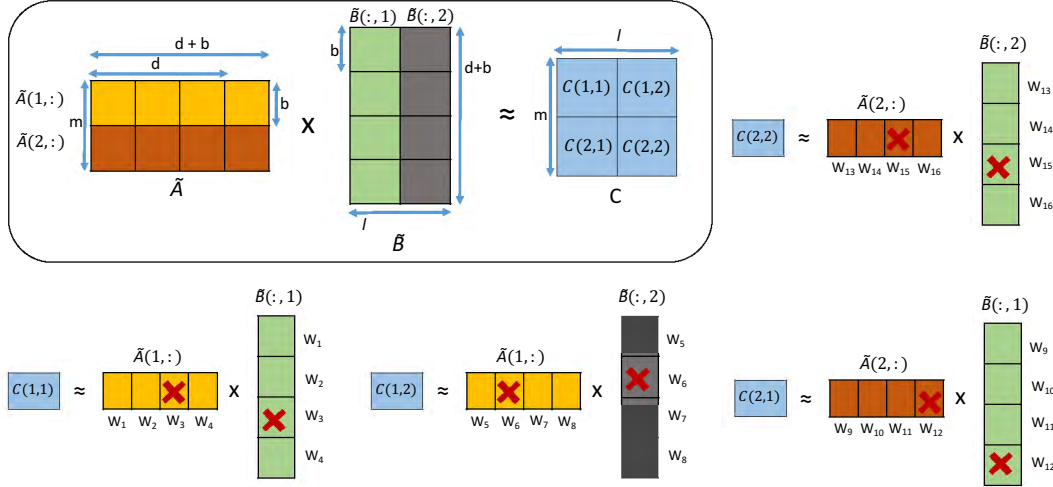 d + b
d
m
b
Ã(1,:)
Ã(2,:)
Ã
X
B̃(:,1) B̃(:,2)
b
d+b
l
B̃
≈
l
m
C(1,1) C(1,2)
C(2,1) C(2,2)
C
C(2,2) ≈
Ã(2,:)
W13 W14 W15 W16
X
B̃(:,2)
W13
W14
W15
W16
C(1,1) ≈
Ã(1,:)
W1 W2 W3 W4
X
B̃(:,1)
W1
W2
W3
W4
C(1,2) ≈
Ã(1,:)
W5 W6 W7 W8
X
B̃(:,2)
W5
W6
W7
W8
C(2,1) ≈
Ã(2,:)
W9 W10 W11 W12
X
B̃(:,1)
W9
W10
W11
W12